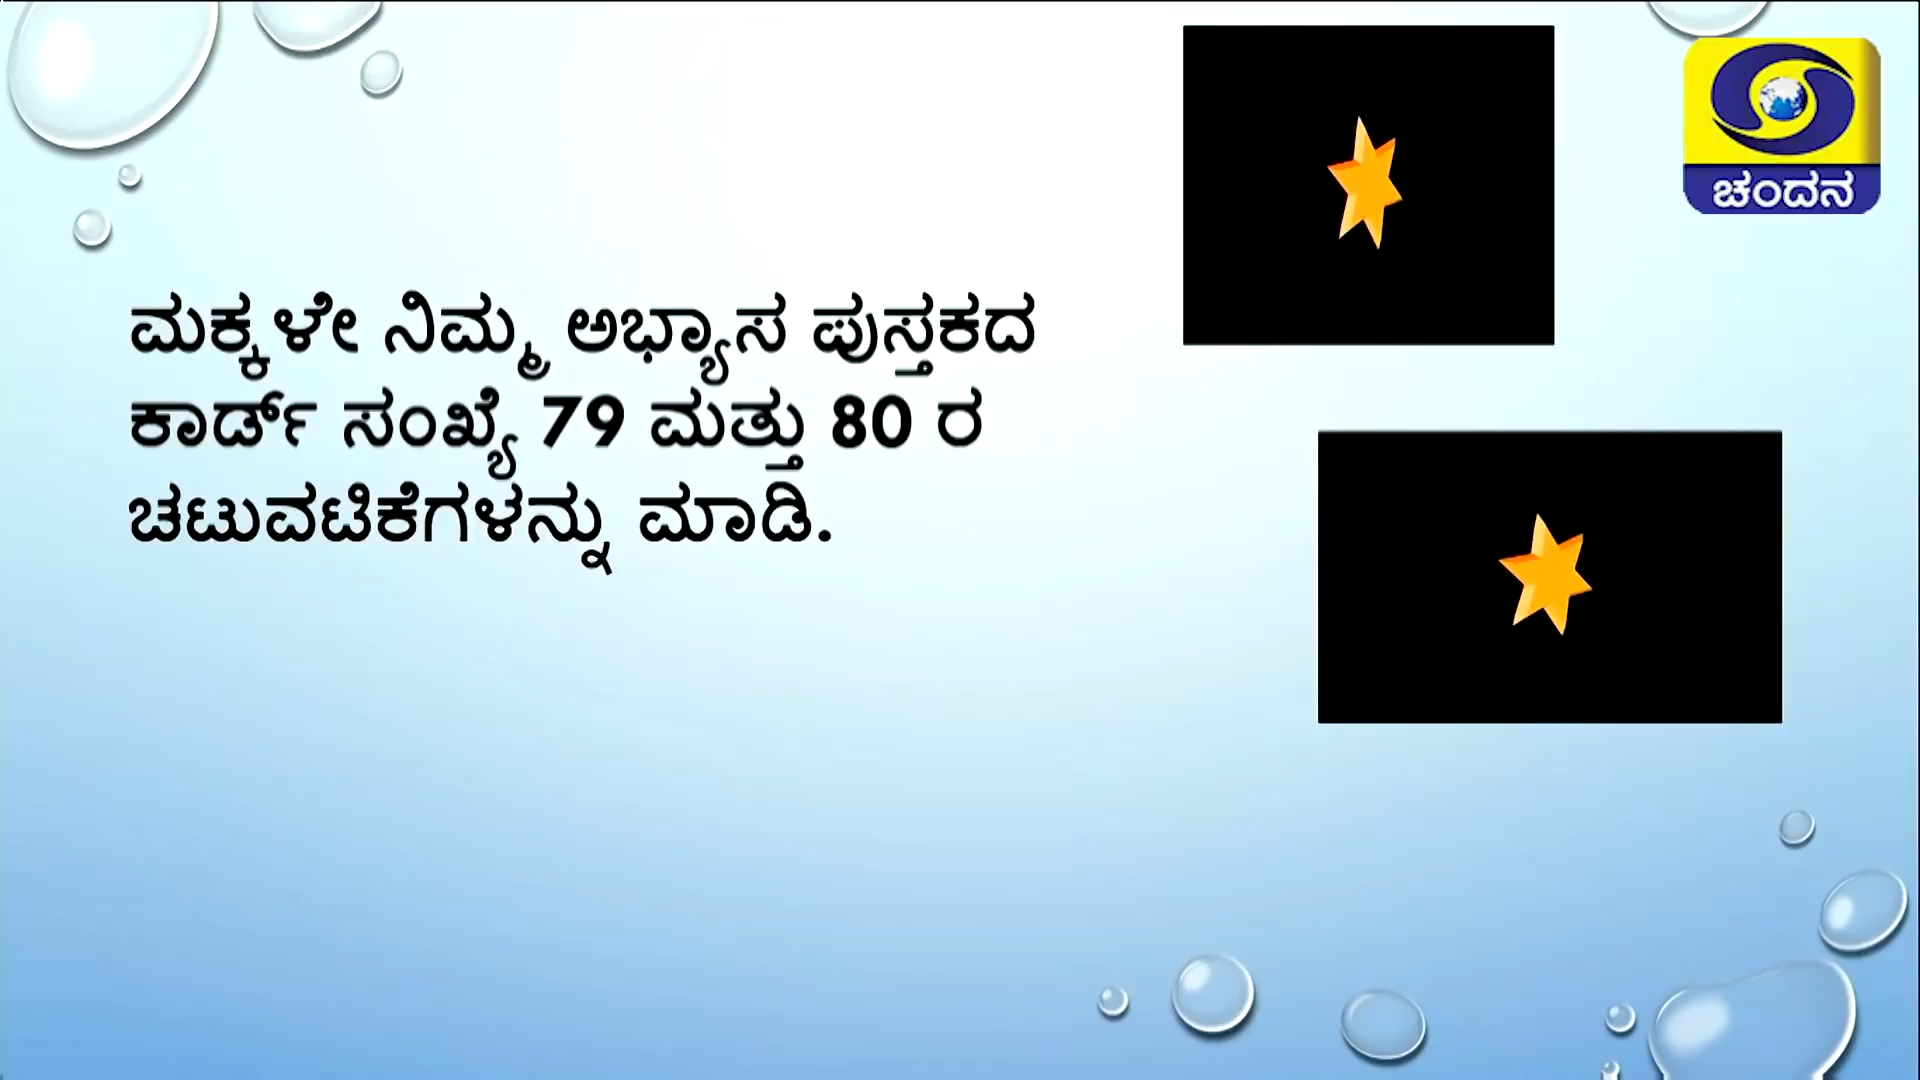 ಚಂದನ
ಮಕ್ಕಳೇ ನಿಮ್ಮ ಅಭ್ಯಾಸ ಪುಸ್ತಕದ
ಕಾರ್ಡ್ ಸಂಖ್ಯೆ 79 ಮತ್ತು 80 ರ
ಚಟುವಟಿಕೆಗಳನ್ನು ಮಾಡಿ.